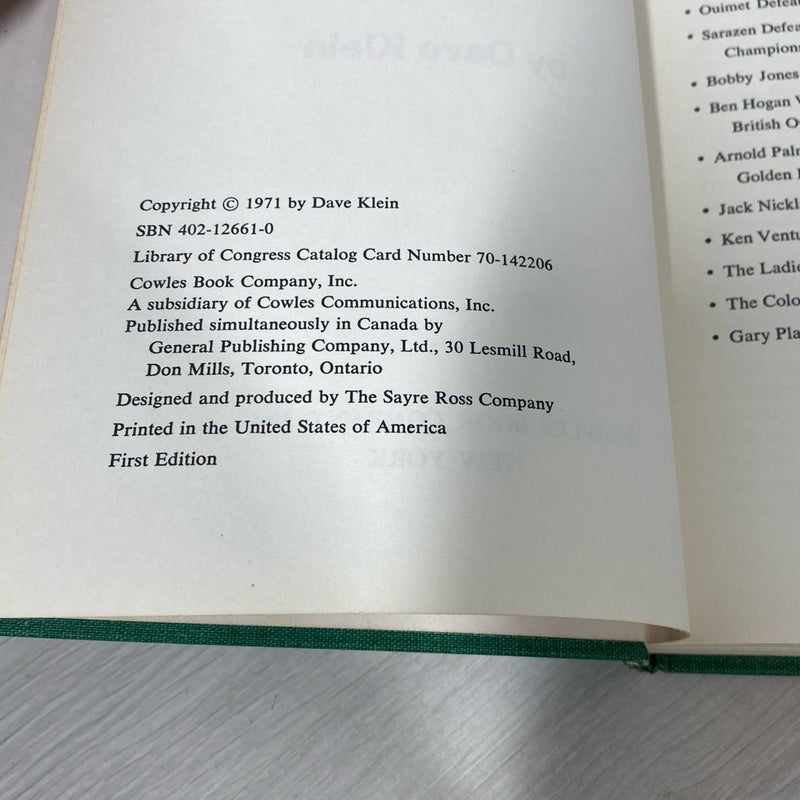 Copyright © 1971 by Dave Klein
SBN 402-12661-0
Library of Congress Catalog Card Number 70-142206
Cowles Book Company, Inc.
A subsidiary of Cowles Communications, Inc.
Published simultaneously in Canada by
General Publishing Company, Ltd., 30 Lesmill Road,
Don Mills, Toronto, Ontario
Designed and produced by The Sayre Ross Company
Printed in the United States of America
First Edition
• Ouimet
• Sarazen
Champion
• Bobby Jones
• Ben Hogan
British
• Arnold
Golden
• Jack
• Ken
• The
• The
• Gary